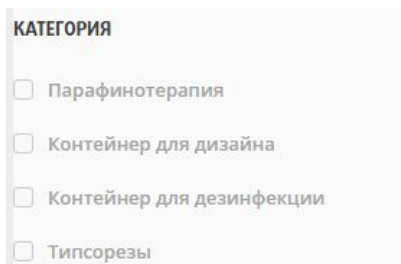 КАТЕГОРИЯ
Парафинотерапия
Контейнер для дизайна
Контейнер для дезинфекции
Типсорезы